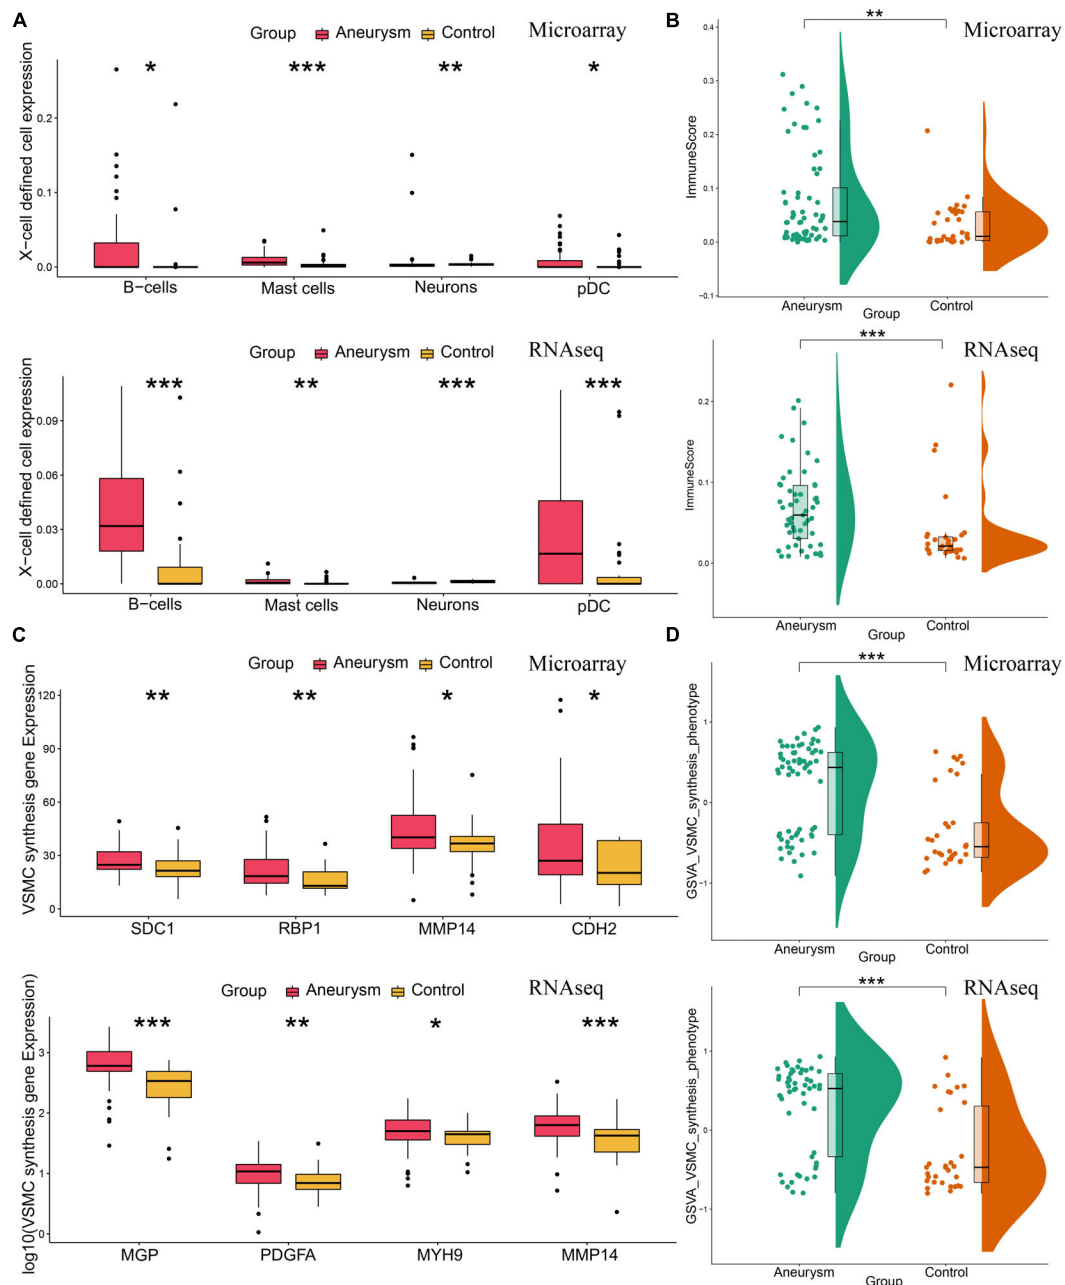 A
Group Aneurysm Control Microarray
* *** ** *
X−cell defined cell expression
0.2
0.1
0.0
B−cells Mast cells Neurons pDC
Group Aneurysm Control RNAseq
*** ** *** ***
X−cell defined cell expression
0.09
0.06
0.03
0.00
B−cells Mast cells Neurons pDC
B
** Microarray
ImmuneScore
0.4
0.3
0.2
0.1
0.0
−0.1
Aneurysm Control
Group
*** RNAseq
ImmuneScore
0.2
0.1
0.0
Aneurysm Control
Group
C
Group Aneurysm Control Microarray
** ** * *
VSMC synthesis gene Expression
120
90
60
30
0
SDC1 RBP1 MMP14 CDH2
Group Aneurysm Control RNAseq
*** ** * ***
log10(VSMC synthesis gene Expression)
3
2
1
0
MGP PDGFA MYH9 MMP14
D
*** Microarray
GSVA_VSMC_synthesis_phenotype
1
0
−1
Aneurysm Control
Group
*** RNAseq
GSVA_VSMC_synthesis_phenotype
1
0
−1
Aneurysm Control
Group